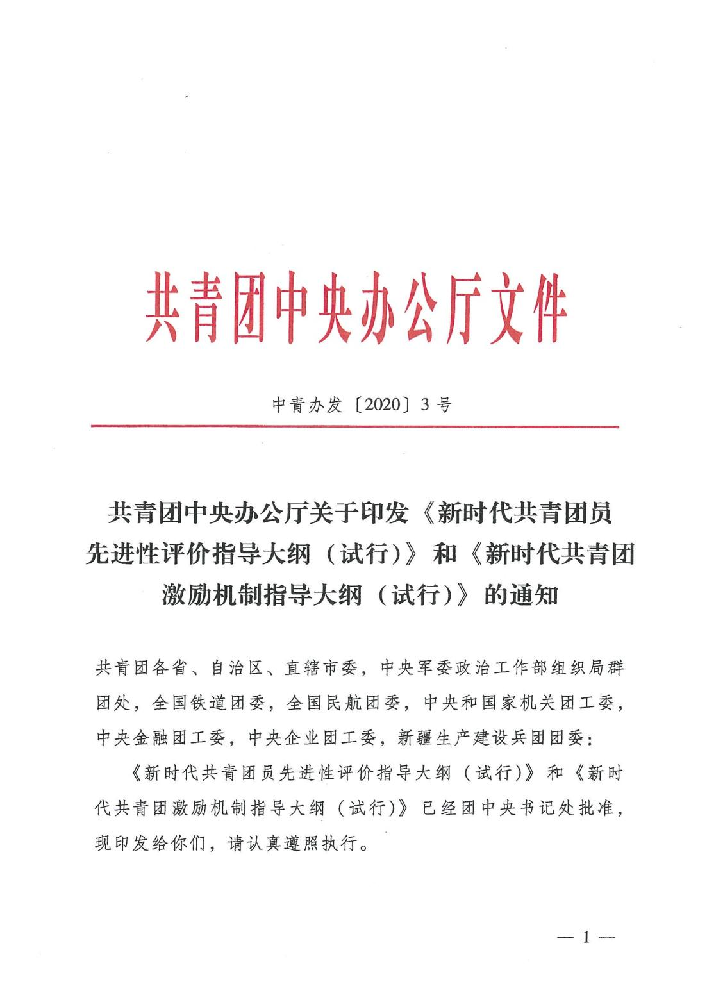 共青团中央办公厅文件
中青办发〔2020〕3号
共青团中央办公厅关于印发《新时代共青团员
先进性评价指导大纲（试行)》和《新时代共青团
激励机制指导大纲（试行)》的通知
共青团各省、自治区、直辖市委，中央军委政治工作部组织局群
团处，全国铁道团委，全国民航团委，中央和国家机关团工委，
中央金融团工委，中央企业团工委，新疆生产建设兵团团委：
《新时代共青团员先进性评价指导大纲（试行)》和《新时
代共青团激励机制指导大纲（试行)》已经团中央书记处批准，
现印发给你们，请认真遵照执行。
— 1 —